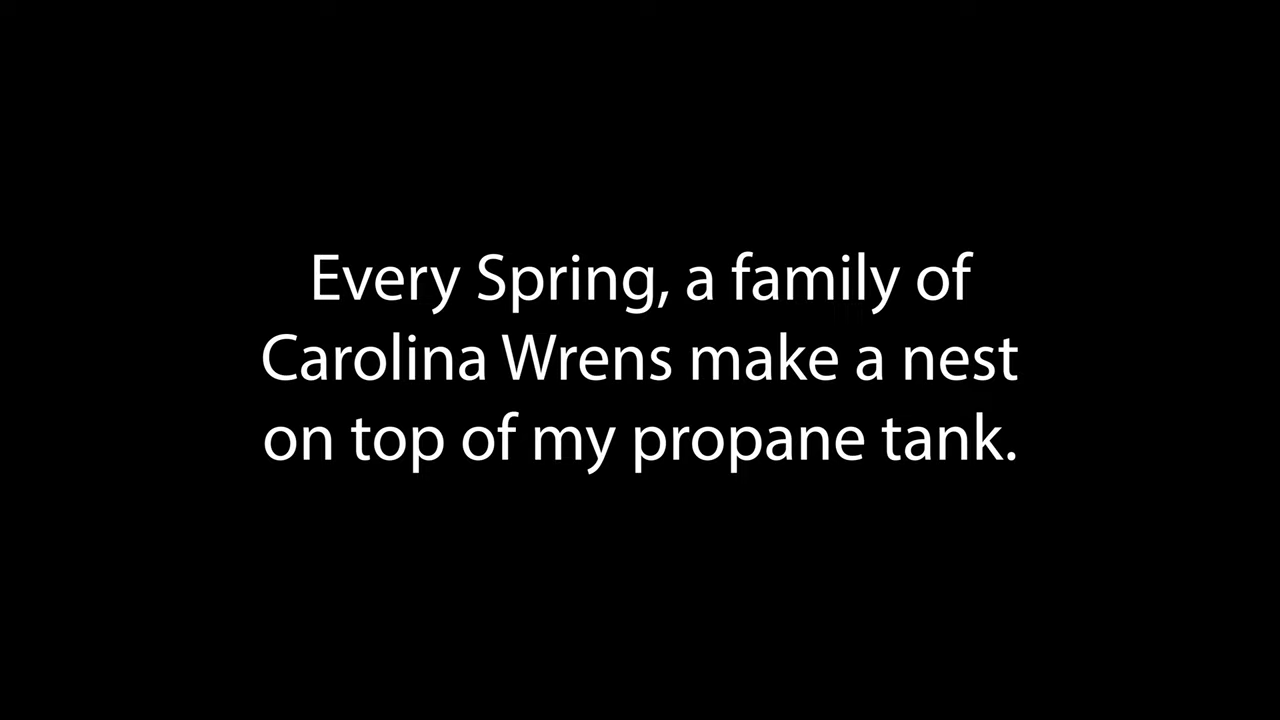 Every Spring, a family of
Carolina Wrens make a nest
on top of my propane tank.